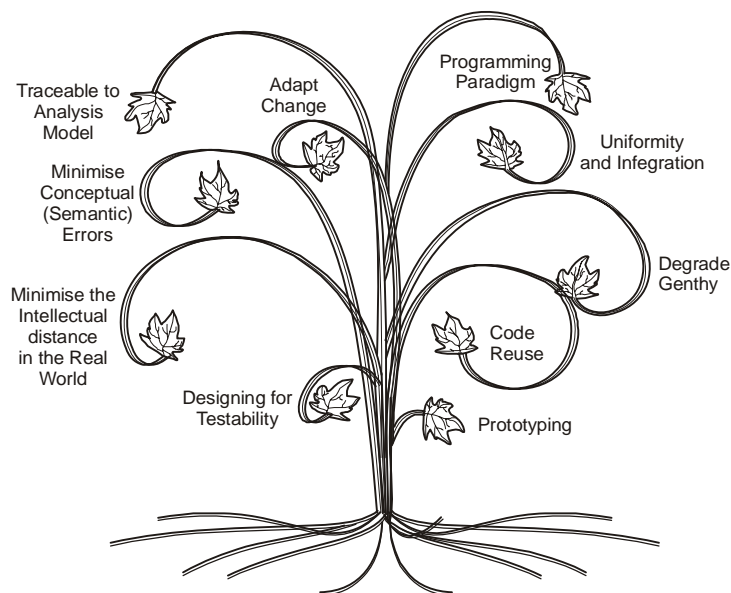 Traceable to
Analysis
Model
Adapt
Change
Programming
Paradigm
Uniformity
and Infegration
Minimise
Conceptual
(Semantic)
Errors
Degrade
Genthy
Minimise the
Intellectual
distance
in the Real
World
Code
Reuse
Designing for
Testability
Prototyping